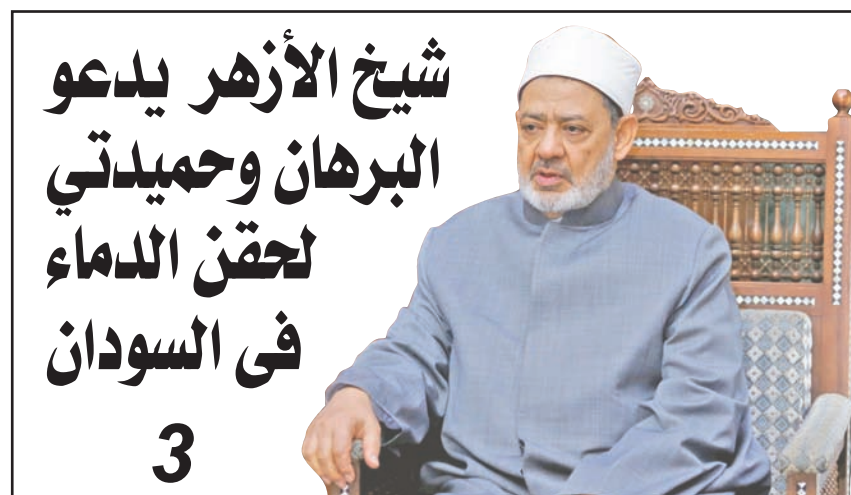 شيخ الأزهر يدعو
البرهان وحميدتي
لحقن الدماء
فى السودان
3